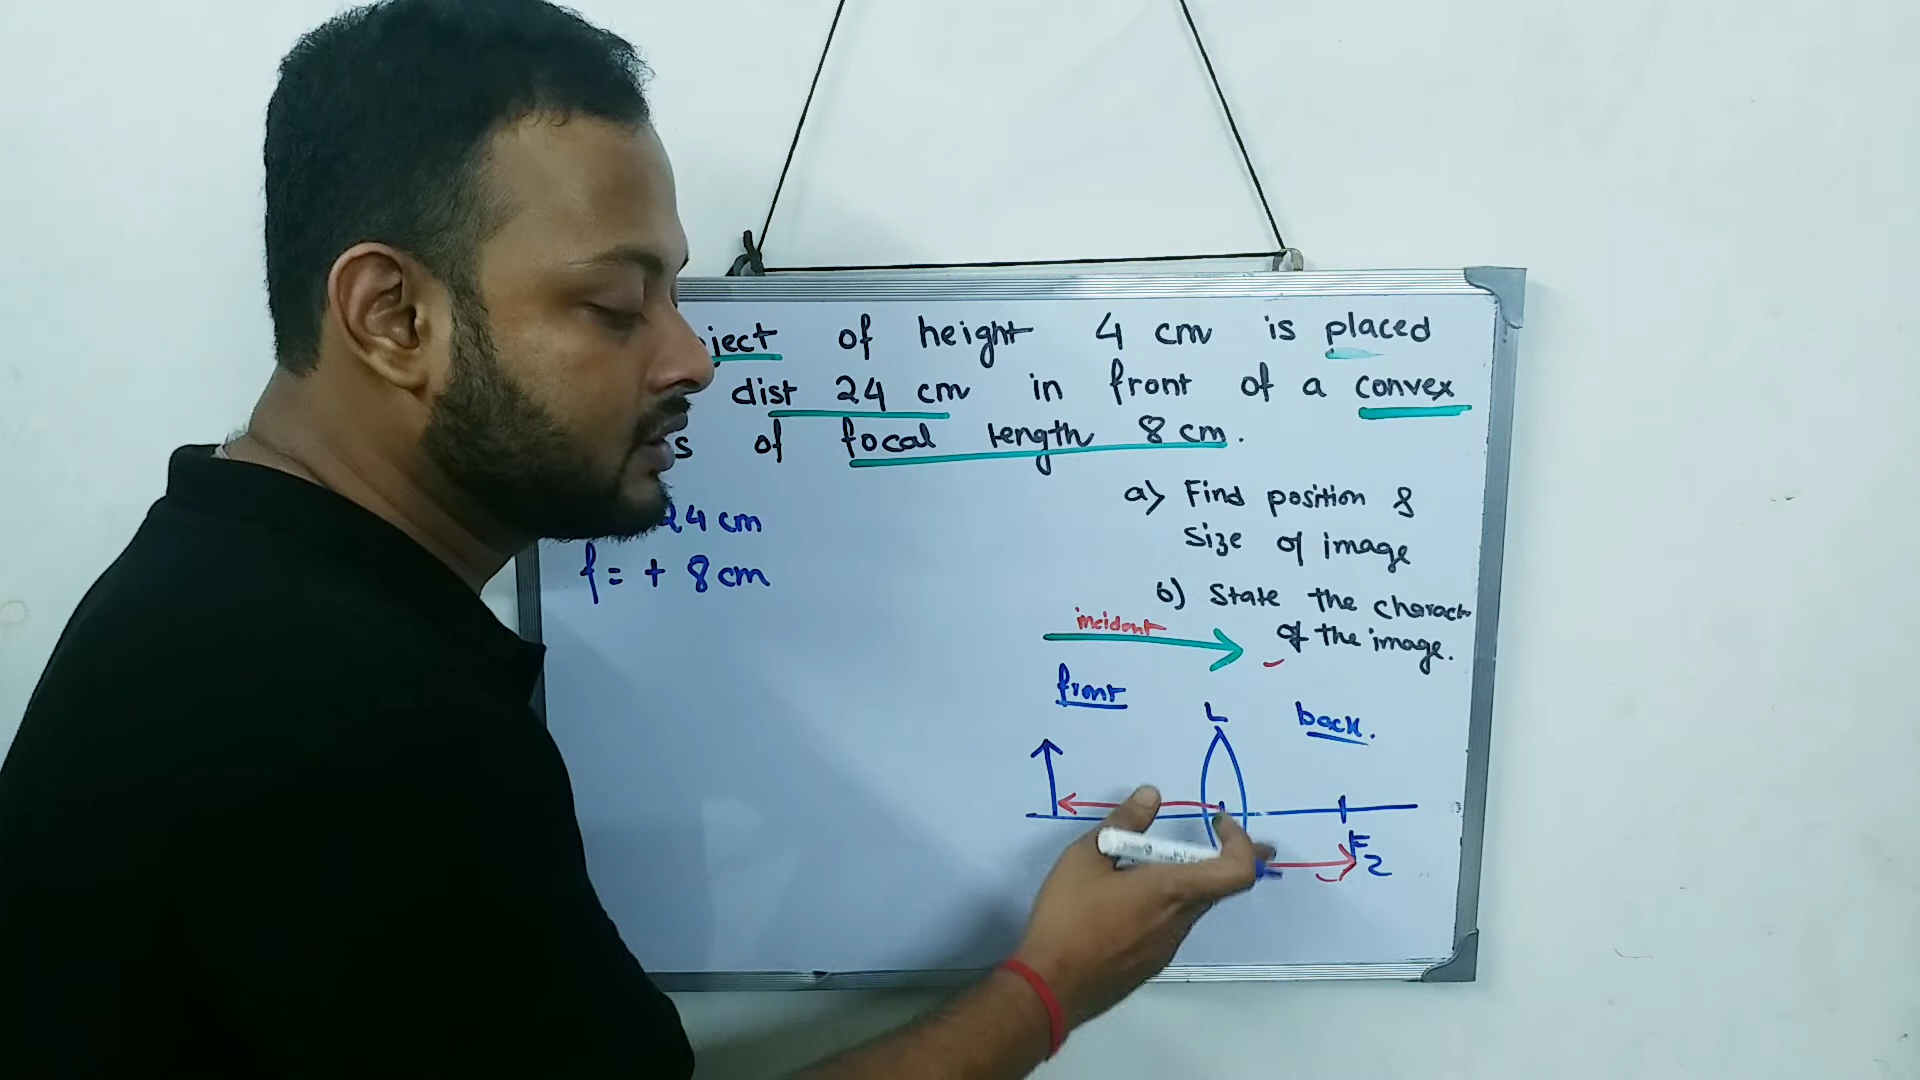 ject of height 4 cm is placed
dist 24 cm in front of a convex
s of focal length 8 cm.
a) Find position &
size of image
24 cm
f = + 8 cm
b) State the charact
of the image.
incident
front
L
back.
F2